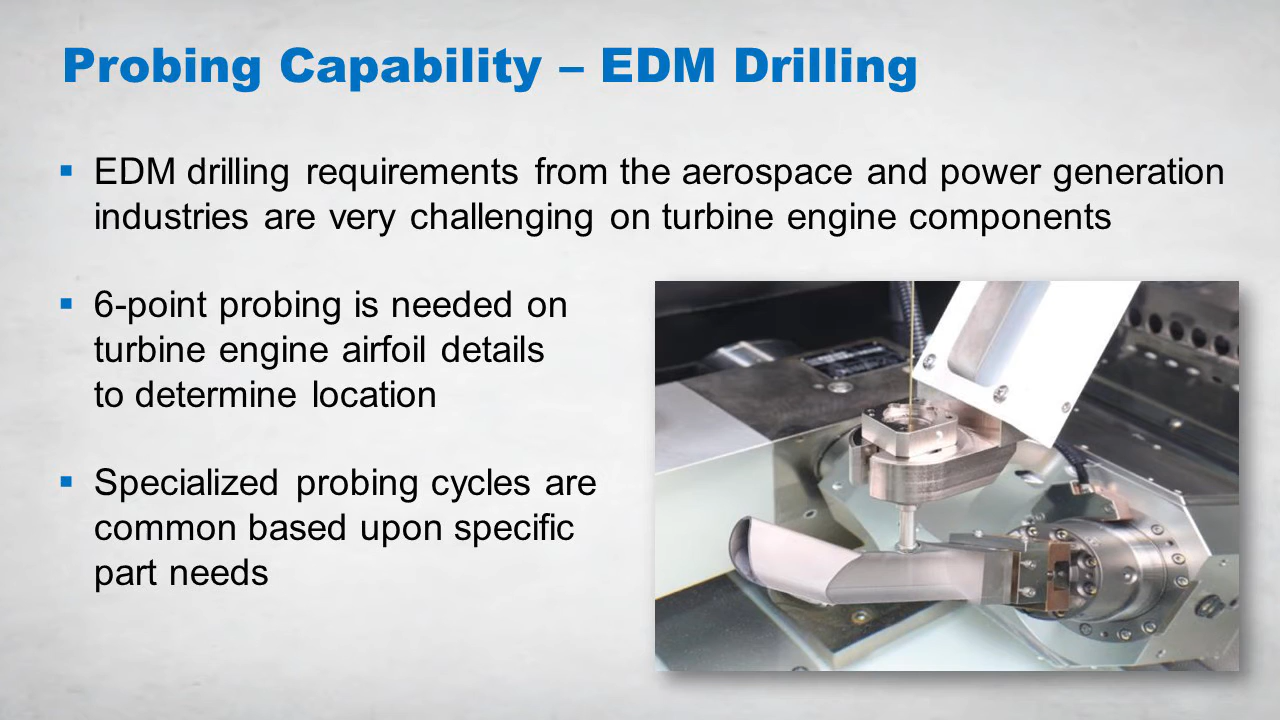 Probing Capability – EDM Drilling
▪ EDM drilling requirements from the aerospace and power generation
industries are very challenging on turbine engine components
▪ 6-point probing is needed on
turbine engine airfoil details
to determine location
▪ Specialized probing cycles are
common based upon specific
part needs